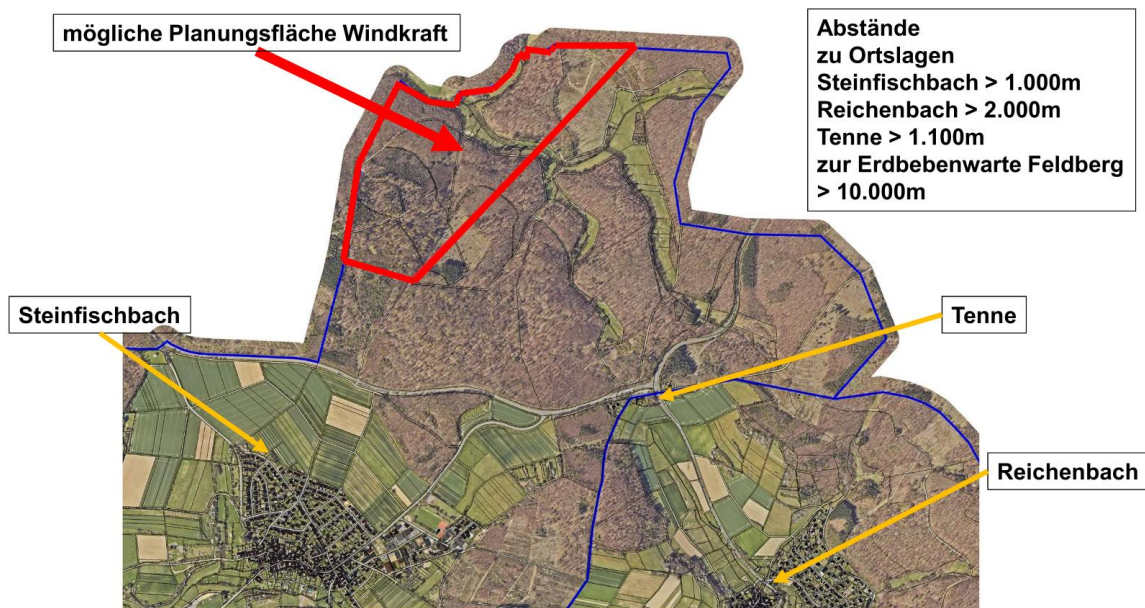 mögliche Planungsfläche Windkraft
Abstände
zu Ortslagen
Steinfischbach > 1.000m
Reichenbach > 2.000m
Tenne > 1.100m
zur Erdbebenwarte Feldberg
> 10.000m
Steinfischbach
Tenne
Reichenbach